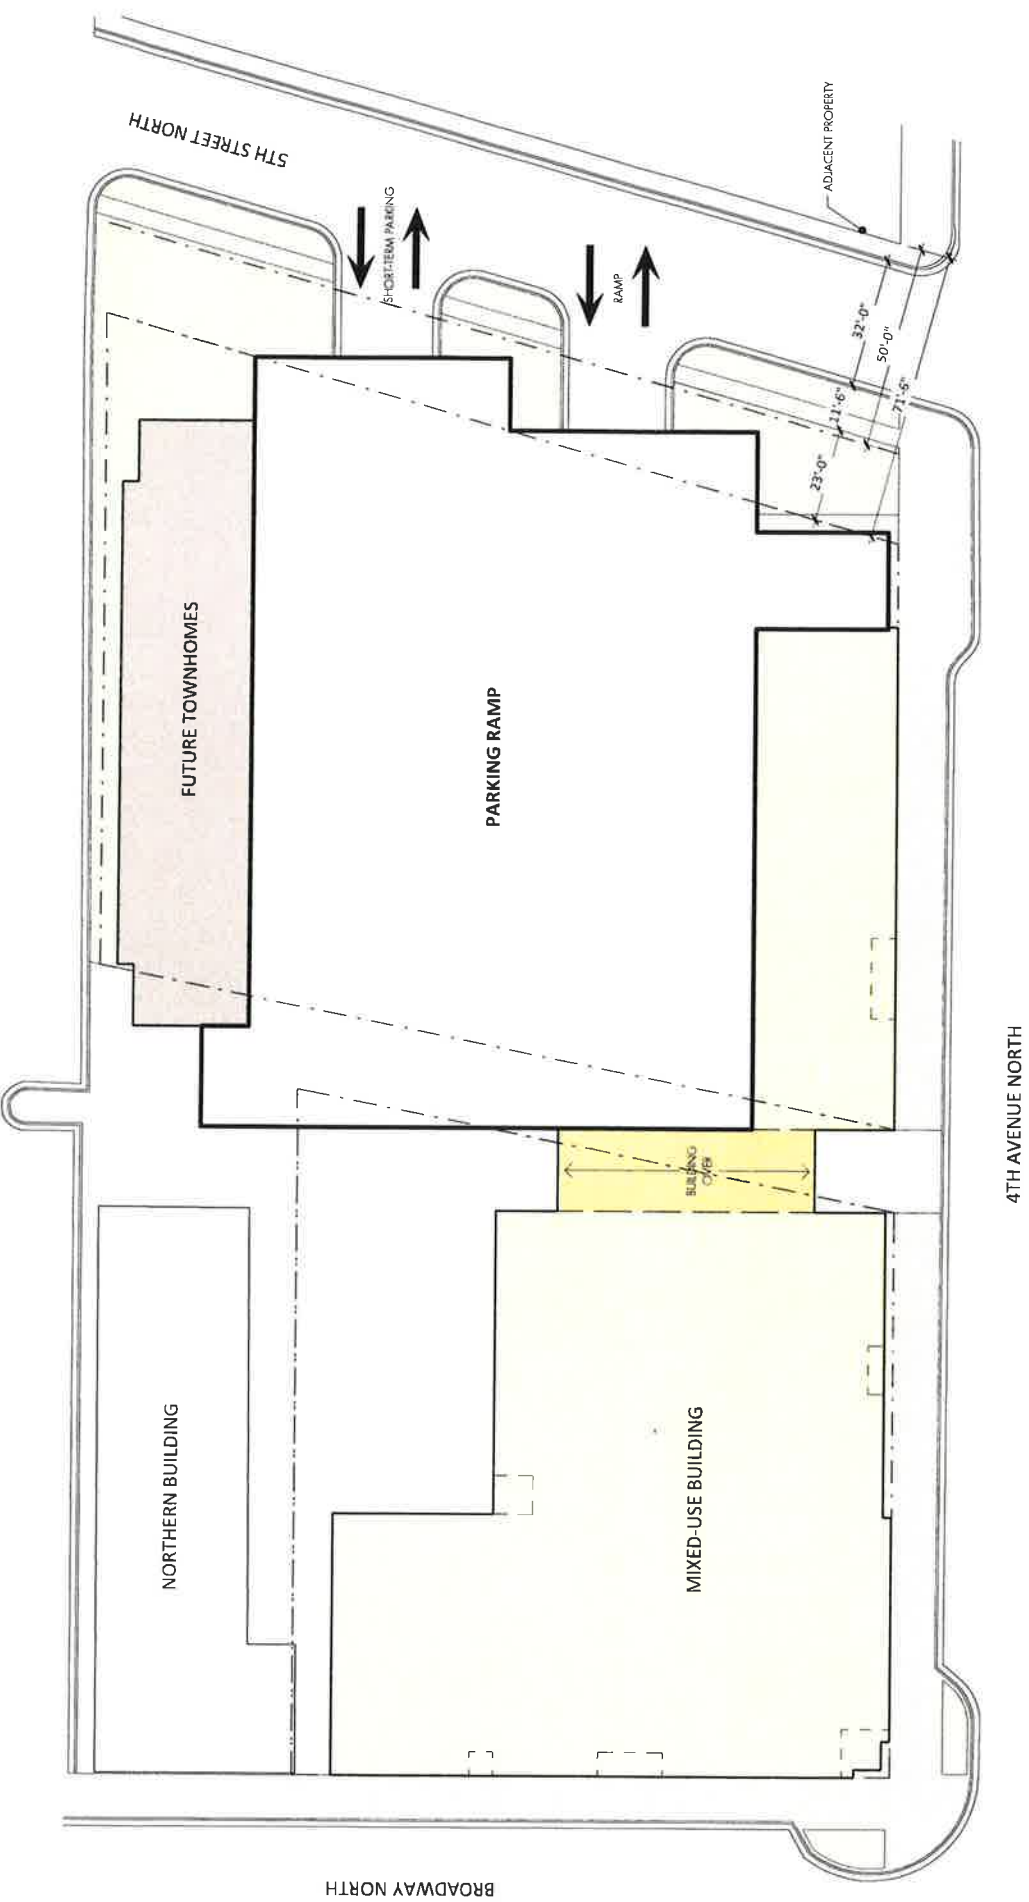 5TH STREET NORTH
ADJACENT PROPERTY
SHORT-TERM PARKING
RAMP
32'-0"
50'-0"
11'-6"
71'-6"
23'-0"
FUTURE TOWNHOMES
PARKING RAMP
BUILDING
OVER
4TH AVENUE NORTH
NORTHERN BUILDING
MIXED-USE BUILDING
BROADWAY NORTH